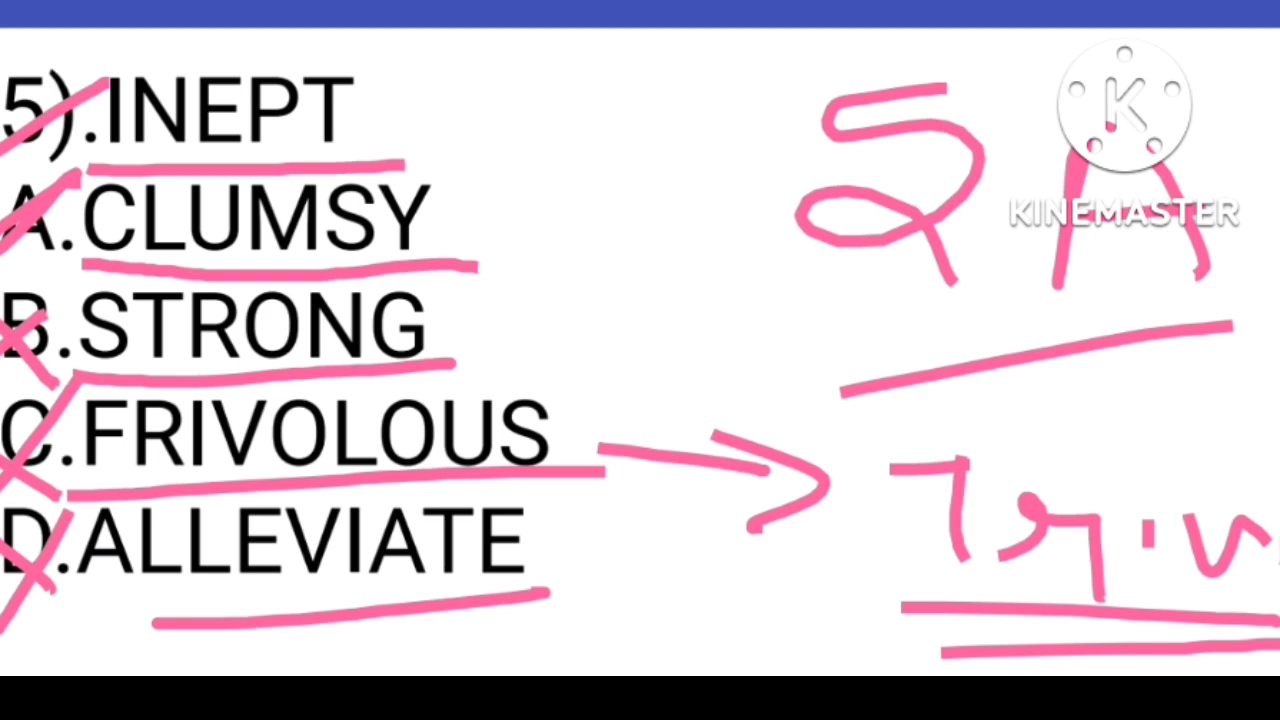 5).INEPT
A.CLUMSY
B.STRONG
C.FRIVOLOUS
D.ALLEVIATE
5 A
K
KINEMASTER